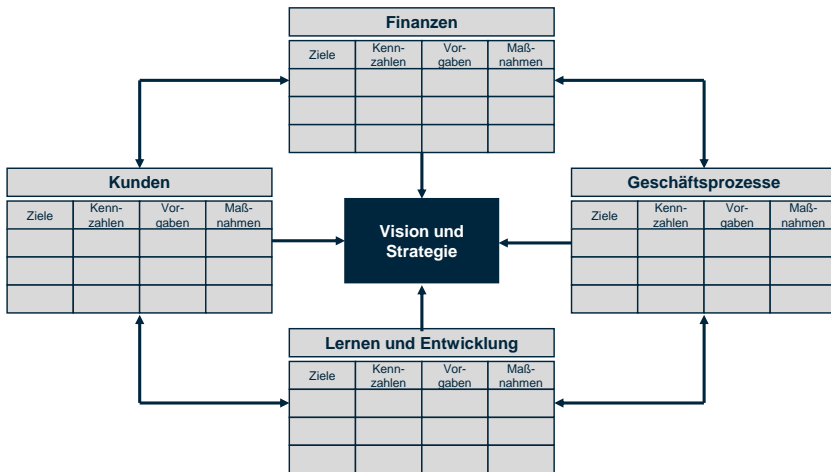 Finanzen
Ziele
Kenn-
zahlen
Vor-
gaben
Maß-
nahmen
Kunden
Ziele
Kenn-
zahlen
Vor-
gaben
Maß-
nahmen
Vision und
Strategie
Geschäftsprozesse
Ziele
Kenn-
zahlen
Vor-
gaben
Maß-
nahmen
Lernen und Entwicklung
Ziele
Kenn-
zahlen
Vor-
gaben
Maß-
nahmen